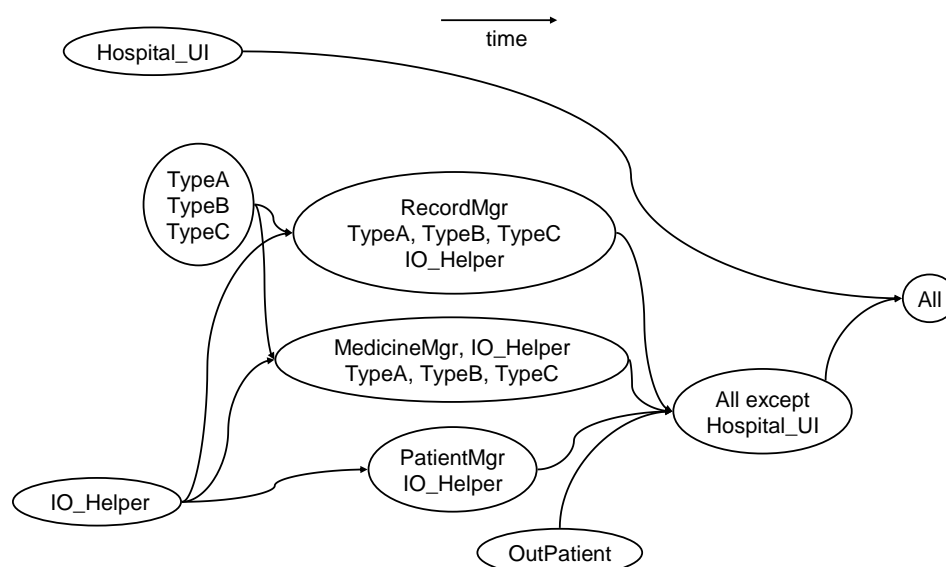 time
Hospital_UI
TypeA
TypeB
TypeC
RecordMgr
TypeA, TypeB, TypeC
IO_Helper
All
MedicineMgr, IO_Helper
TypeA, TypeB, TypeC
All except
Hospital_UI
PatientMgr
IO_Helper
IO_Helper
OutPatient